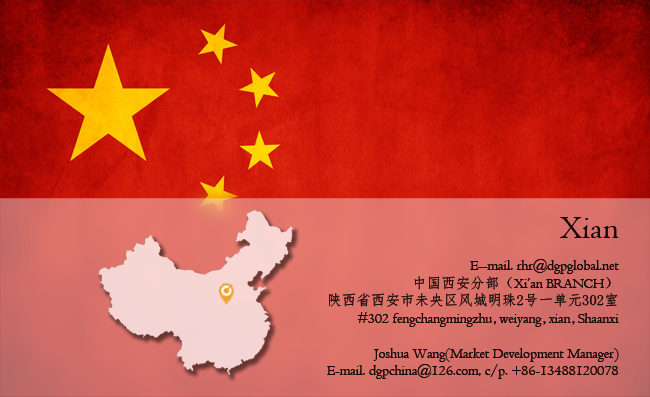 Xian
E-mail. rhr@dgpglobal.net
中国西安分部（Xi'an BRANCH）
陕西省西安市未央区凤城明珠2号一单元302室
#302 fengchangmingzhu, weiyang, xian, Shaanxi
Joshua Wang(Market Development Manager)
E-mail. dgpchina@126.com, c/p. +86-13488120078